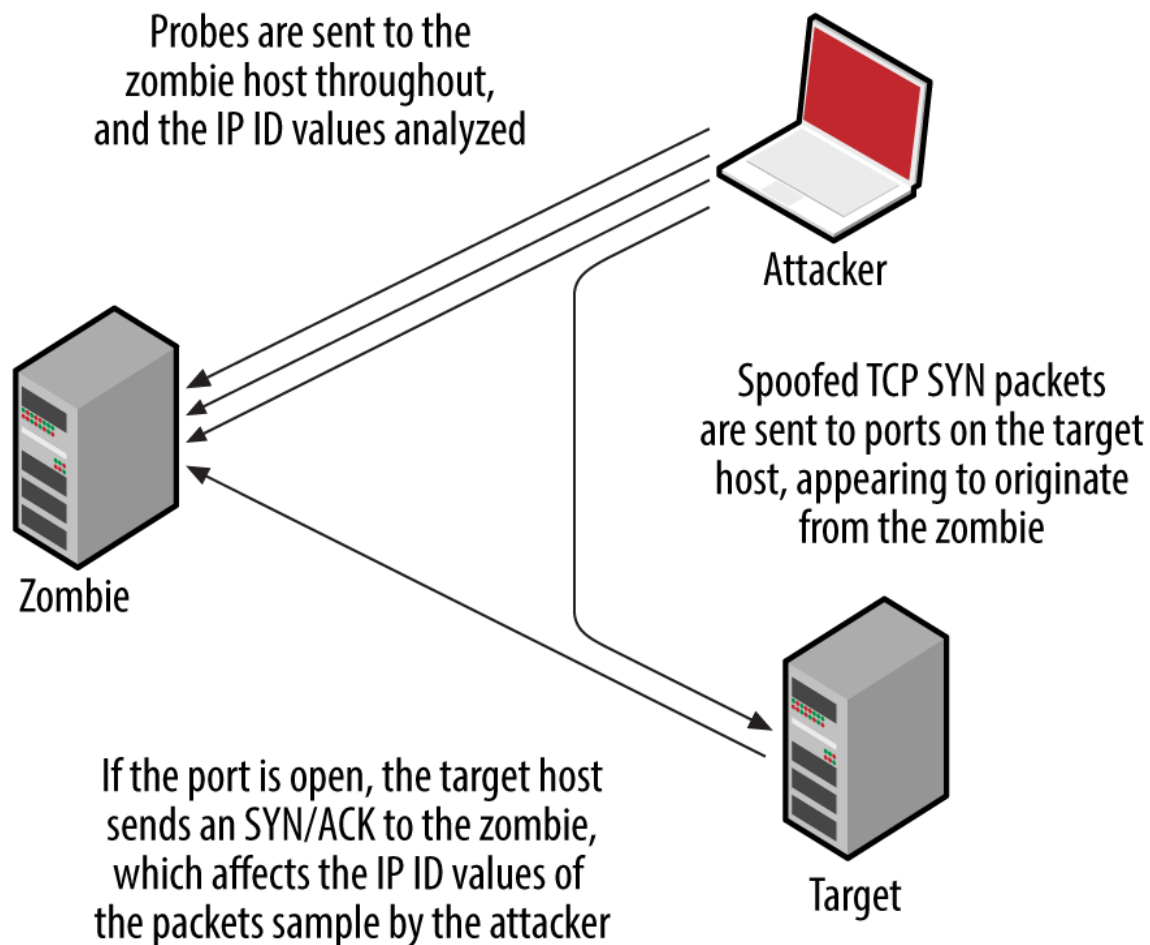 Probes are sent to the
zombie host throughout,
and the IP ID values analyzed
Attacker
Spoofed TCP SYN packets
are sent to ports on the target
host, appearing to originate
from the zombie
Zombie
If the port is open, the target host
sends an SYN/ACK to the zombie,
which affects the IP ID values of
the packets sample by the attacker
Target